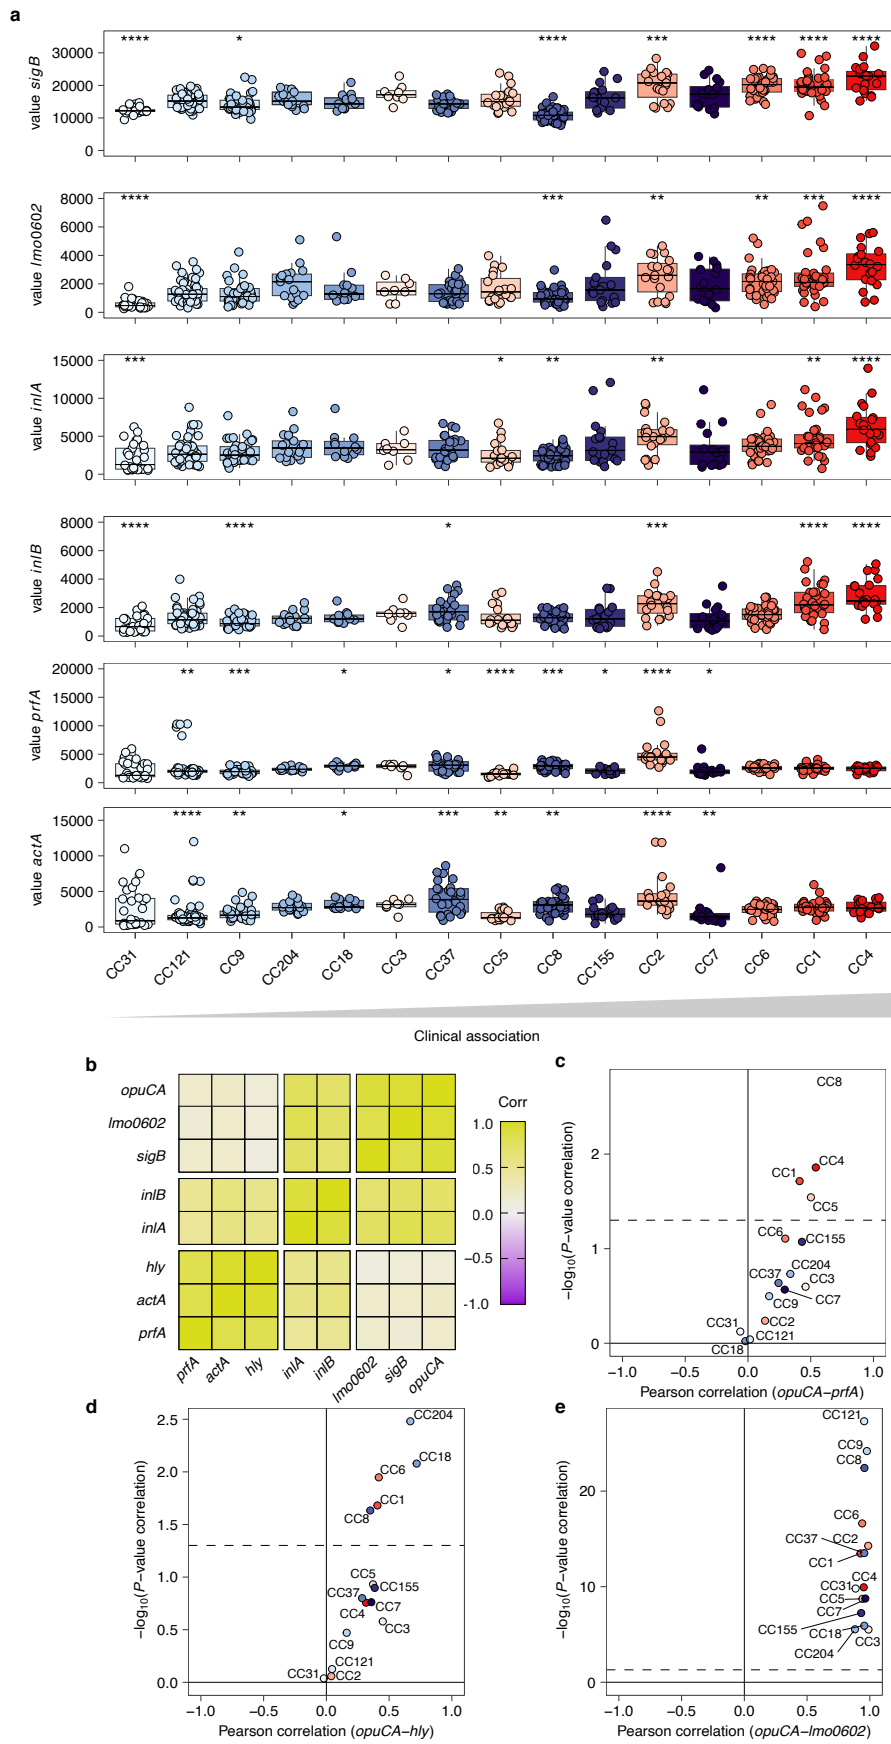 a
value sigB
30000
20000
10000
0
**** * **** *** **** **** ****
value lmo0602
8000
6000
4000
2000
0
**** *** ** ** *** ****
value inlA
15000
10000
5000
0
*** * ** ** ** ****
value inlB
8000
6000
4000
2000
0
**** **** * *** **** ****
value prfA
20000
15000
10000
5000
0
** *** * * **** *** * **** *
value actA
15000
10000
5000
0
**** ** * *** ** ** **** **
CC31 CC121 CC9 CC204 CC18 CC3 CC37 CC5 CC8 CC155 CC2 CC7 CC6 CC1 CC4
Clinical association
b
opuCA
lmo0602
sigB
inlB
inlA
hly
actA
prfA
prfA actA hly inlA inlB lmo0602 sigB opuCA
Corr
1.0
0.5
0.0
−0.5
-1.0
c
−log10(P−value correlation)
2
1
0
CC8
CC4
CC1
CC5
CC6
CC155
CC204
CC37
CC3
CC7
CC9
CC2
CC31
CC121
CC18
−1.0 −0.5 0.0 0.5 1.0
Pearson correlation (opuCA−prfA)
d
−log10(P−value correlation)
2.5
2.0
1.5
1.0
0.5
0.0
CC204
CC18
CC6
CC1
CC8
CC5
CC155
CC37
CC7
CC4
CC3
CC9
CC121
CC31
CC2
−1.0 −0.5 0.0 0.5 1.0
Pearson correlation (opuCA−hly)
e
−log10(P−value correlation)
20
10
0
CC121
CC9
CC8
CC6
CC37
CC2
CC1
CC4
CC31
CC5
CC7
CC155
CC18
CC3
CC204
−1.0 −0.5 0.0 0.5 1.0
Pearson correlation (opuCA−lmo0602)